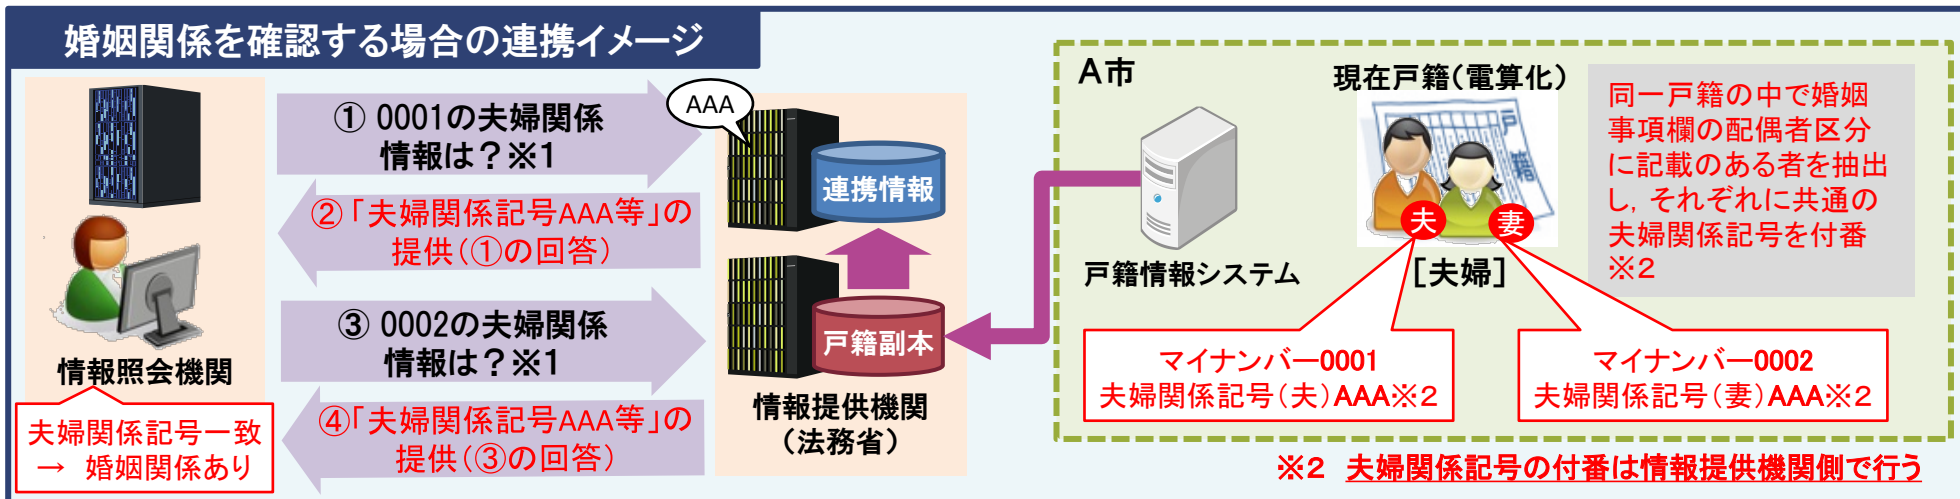 婚姻関係を確認する場合の連携イメージ
① 0001の夫婦関係
情報は？※1
②「夫婦関係記号AAA等」の
提供（①の回答）
③ 0002の夫婦関係
情報は？※1
④「夫婦関係記号AAA等」の
提供（③の回答）
情報照会機関
夫婦関係記号一致
→ 婚姻関係あり
AAA
連携情報
戸籍副本
情報提供機関
（法務省）
A市
戸籍情報システム
現在戸籍（電算化）
戸籍
夫
妻
［夫婦］
同一戸籍の中で婚姻
事項欄の配偶者区分
に記載のある者を抽出
し，それぞれに共通の
夫婦関係記号を付番
※2
マイナンバー0001
夫婦関係記号（夫）AAA※2
マイナンバー0002
夫婦関係記号（妻）AAA※2
※2　夫婦関係記号の付番は情報提供機関側で行う